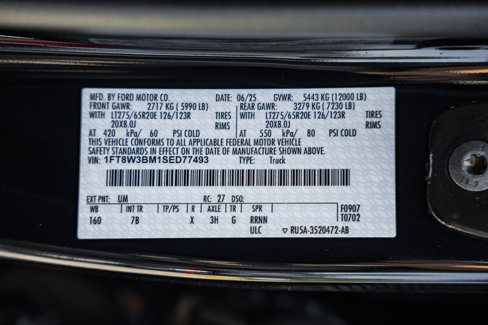 MFD. BY FORD MOTOR CO. DATE: 06/25 GVWR: 5443 KG (12000 LB)
FRONT GAWR: 2717 KG ( 5990 LB) REAR GAWR: 3279 KG ( 7230 LB)
WITH LT275/65R20E 126/123R TIRES WITH LT275/65R20E 126/123R TIRES
20X8.0J RIMS 20X8.0J RIMS
AT 420 kPa/ 60 PSI COLD AT 550 kPa/ 80 PSI COLD
THIS VEHICLE CONFORMS TO ALL APPLICABLE FEDERAL MOTOR VEHICLE
SAFETY STANDARDS IN EFFECT ON THE DATE OF MANUFACTURE SHOWN ABOVE.
VIN: 1FT8W3BM1SED77493 TYPE: Truck
EXT PNT: UM RC: 27 DSO: F0907
WB INT TR TP/PS R AXLE TR SPR T0702
160 7B X 3H G RRNN
ULC ▽ RU5A-3520472-AB